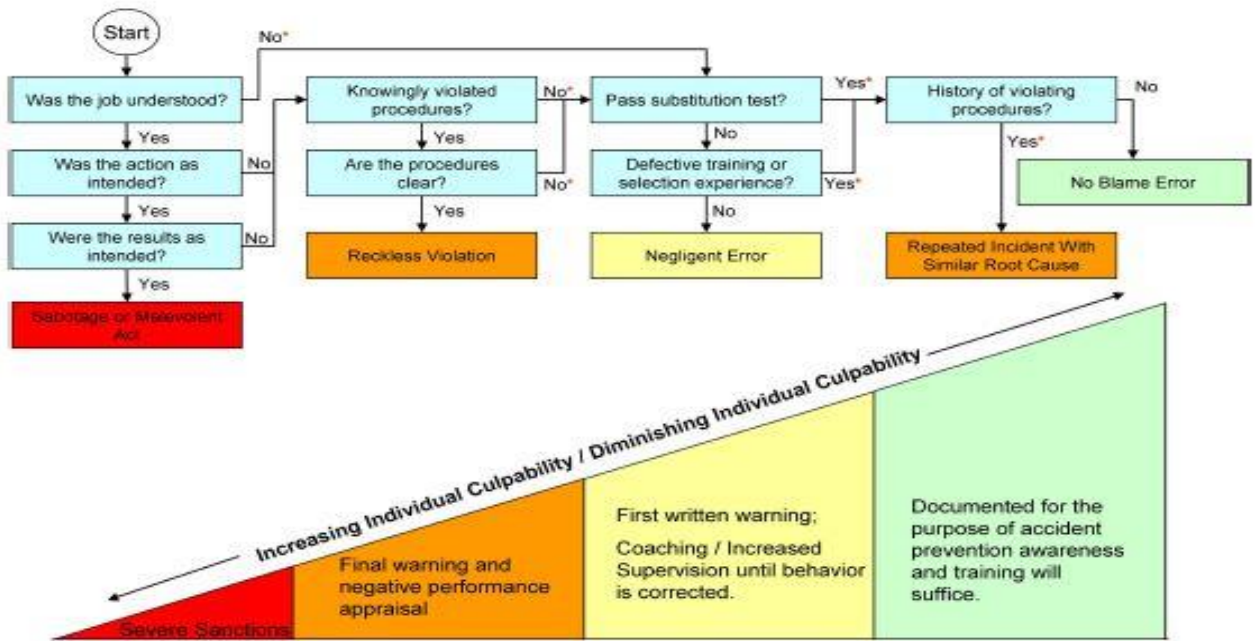 Start
No*
Was the job understood?
Yes
Was the action as
intended?
No
Yes
Were the results as
intended?
No
Yes
Sabotage or Malevolent
Act
Knowingly violated
procedures?
No*
Yes
Are the procedures
clear?
No*
Yes
Reckless Violation
Pass substitution test?
Yes*
No
Defective training or
selection experience?
Yes*
No
Negligent Error
History of violating
procedures?
No
Yes*
No Blame Error
Repeated Incident With
Similar Root Cause
Increasing Individual Culpability / Diminishing Individual Culpability
Severe Sanctions
Final warning and
negative performance
appraisal
First written warning;
Coaching / Increased
Supervision until behavior
is corrected.
Documented for the
purpose of accident
prevention awareness
and training will
suffice.